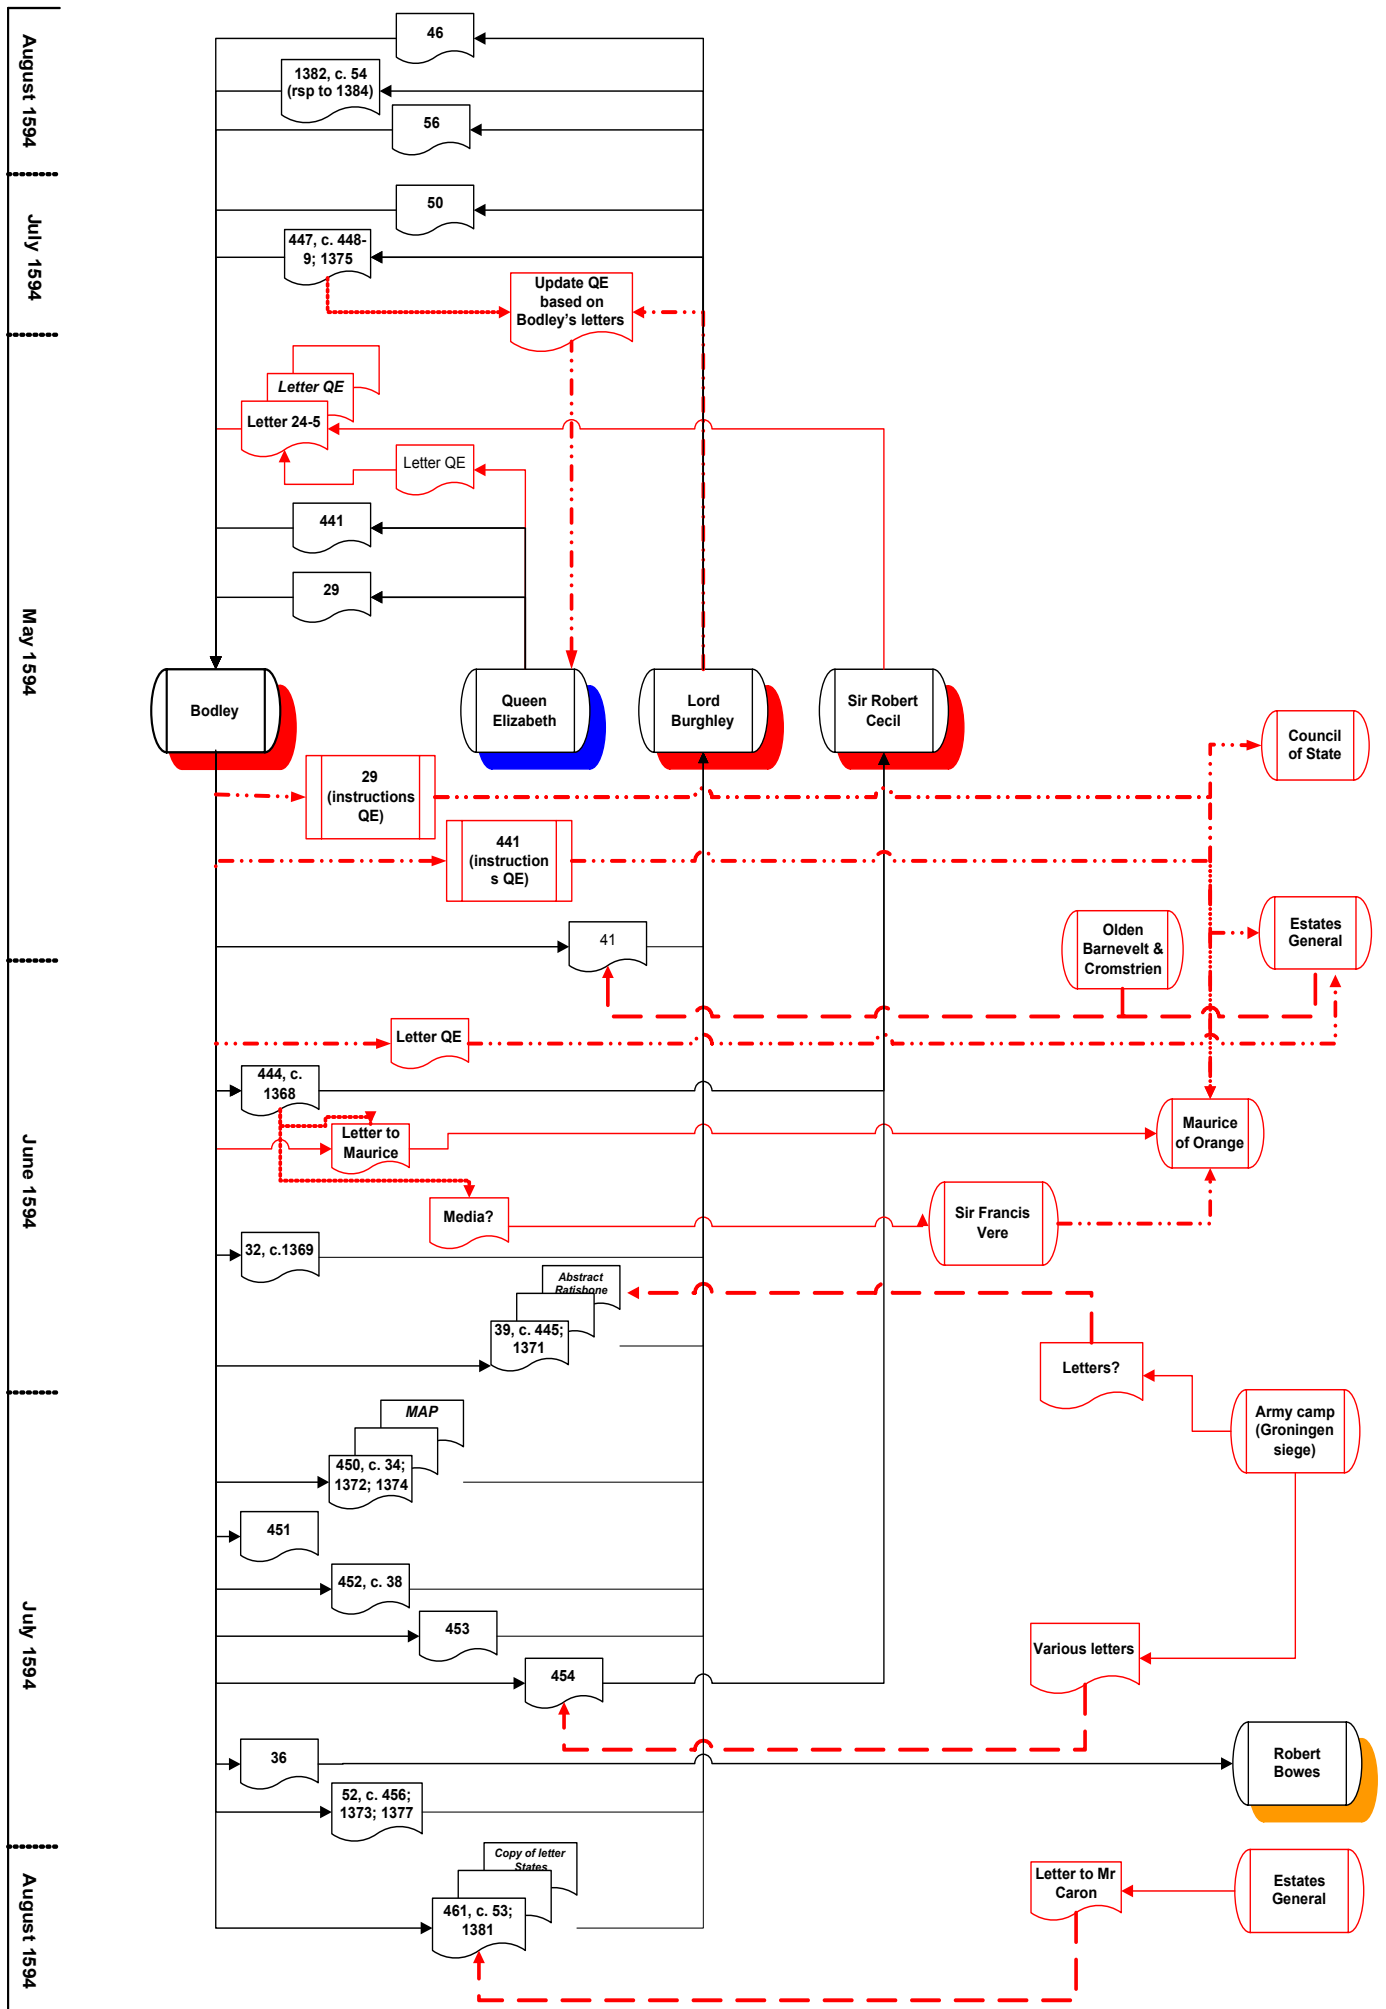 August 1594
46
1382, c. 54
(rsp to 1384)
56
July 1594
50
447, c. 448-
9; 1375
Update QE
based on
Bodley's letters
May 1594
Letter QE
Letter 24-5
Letter QE
441
29
Bodley
Queen
Elizabeth
Lord
Burghley
Sir Robert
Cecil
Council
of State
29
(instructions
QE)
441
(instruction
s QE)
41
Olden
Barnevelt &
Cromstrien
Estates
General
June 1594
Letter QE
444, c.
1368
Letter to
Maurice
Maurice
of Orange
Media?
Sir Francis
Vere
32, c.1369
Abstract
Ratisbone
39, c. 445;
1371
Letters?
July 1594
MAP
450, c. 34;
1372; 1374
Army camp
(Groningen
siege)
451
452, c. 38
453
Various letters
454
36
Robert
Bowes
52, c. 456;
1373; 1377
August 1594
Copy of letter
States
461, c. 53;
1381
Letter to Mr
Caron
Estates
General